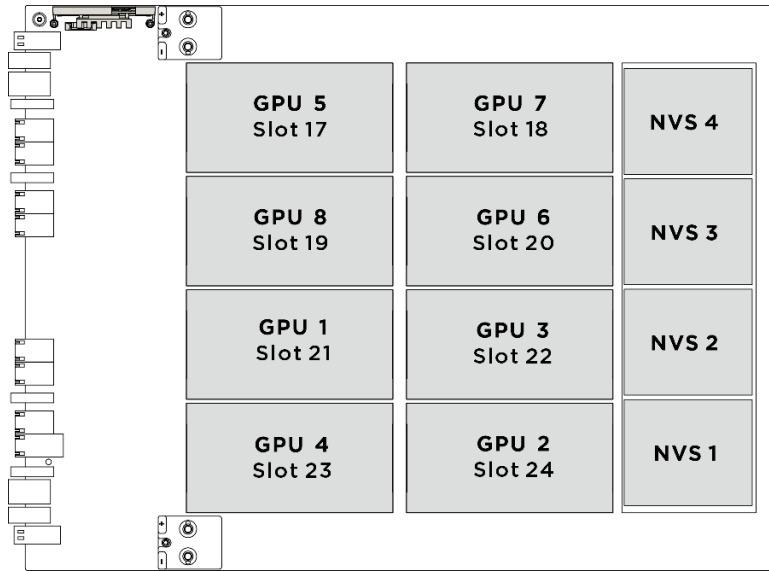 GPU 5
Slot 17
GPU 7
Slot 18
NVS 4
GPU 8
Slot 19
GPU 6
Slot 20
NVS 3
GPU 1
Slot 21
GPU 3
Slot 22
NVS 2
GPU 4
Slot 23
GPU 2
Slot 24
NVS 1